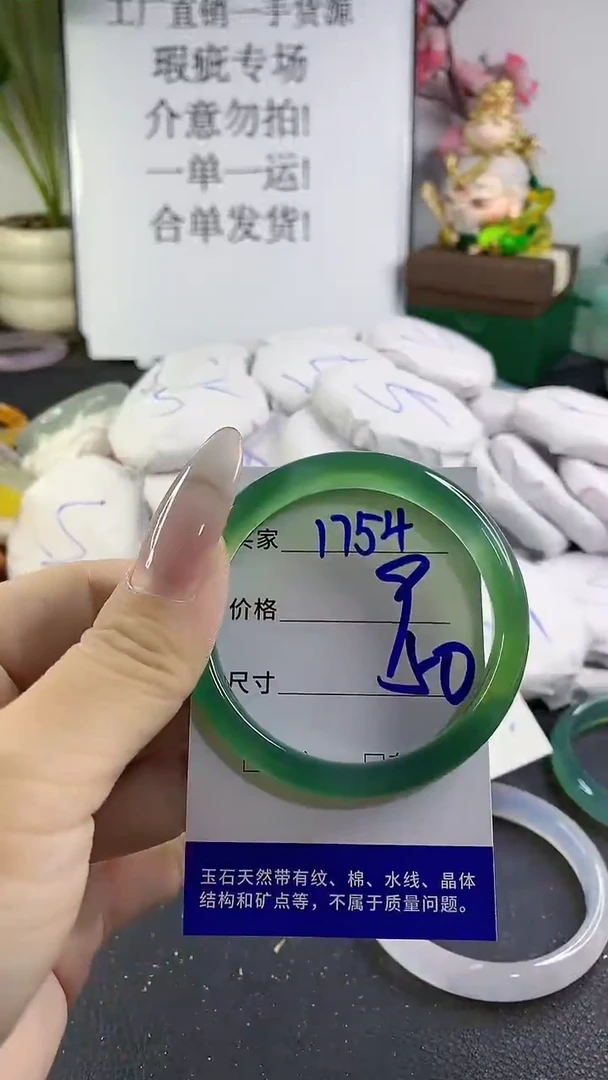 工厂直销一手货源
瑕疵专场
介意勿拍!
一单一运!
合单发货!
家 1754
价格
尺寸 50
玉石天然带有纹、棉、水线、晶体
结构和矿点等，不属于质量问题。